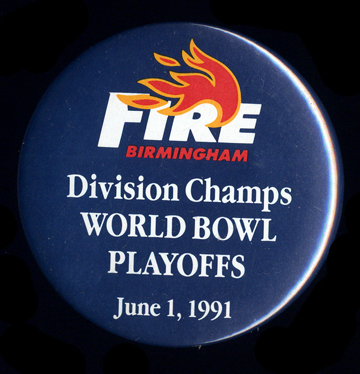 FIRE
BIRMINGHAM
Division Champs
WORLD BOWL
PLAYOFFS
June 1, 1991